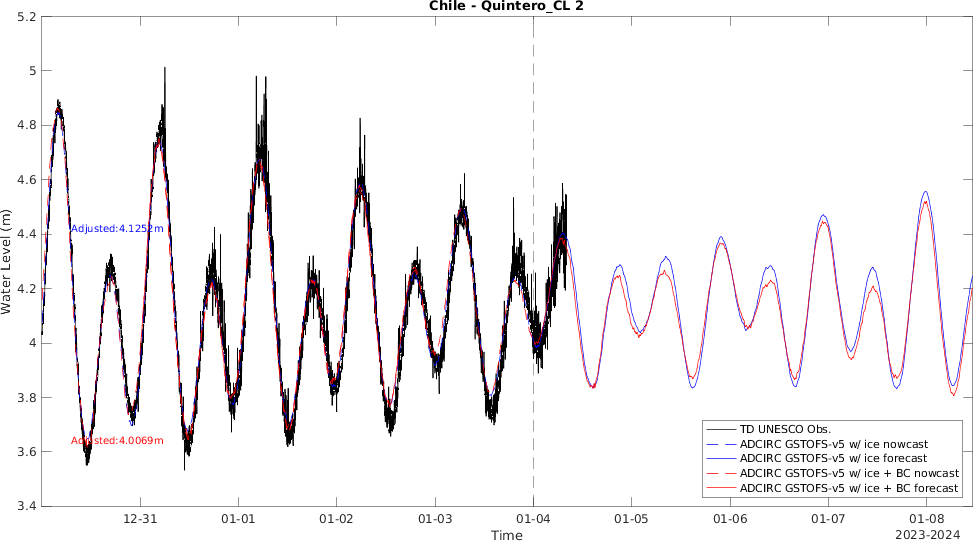 Chile - Quintero_CL 2
5.2
5
4.8
4.6
4.4
4.2
4
3.8
3.6
3.4
Water Level (m)
Adjusted:4.1252m
Adjusted:4.0069m
TD UNESCO Obs.
ADCIRC GSTOFS-v5 w/ ice nowcast
ADCIRC GSTOFS-v5 w/ ice forecast
ADCIRC GSTOFS-v5 w/ ice + BC nowcast
ADCIRC GSTOFS-v5 w/ ice + BC forecast
12-31 01-01 01-02 01-03 01-04 01-05 01-06 01-07 01-08
Time
2023-2024